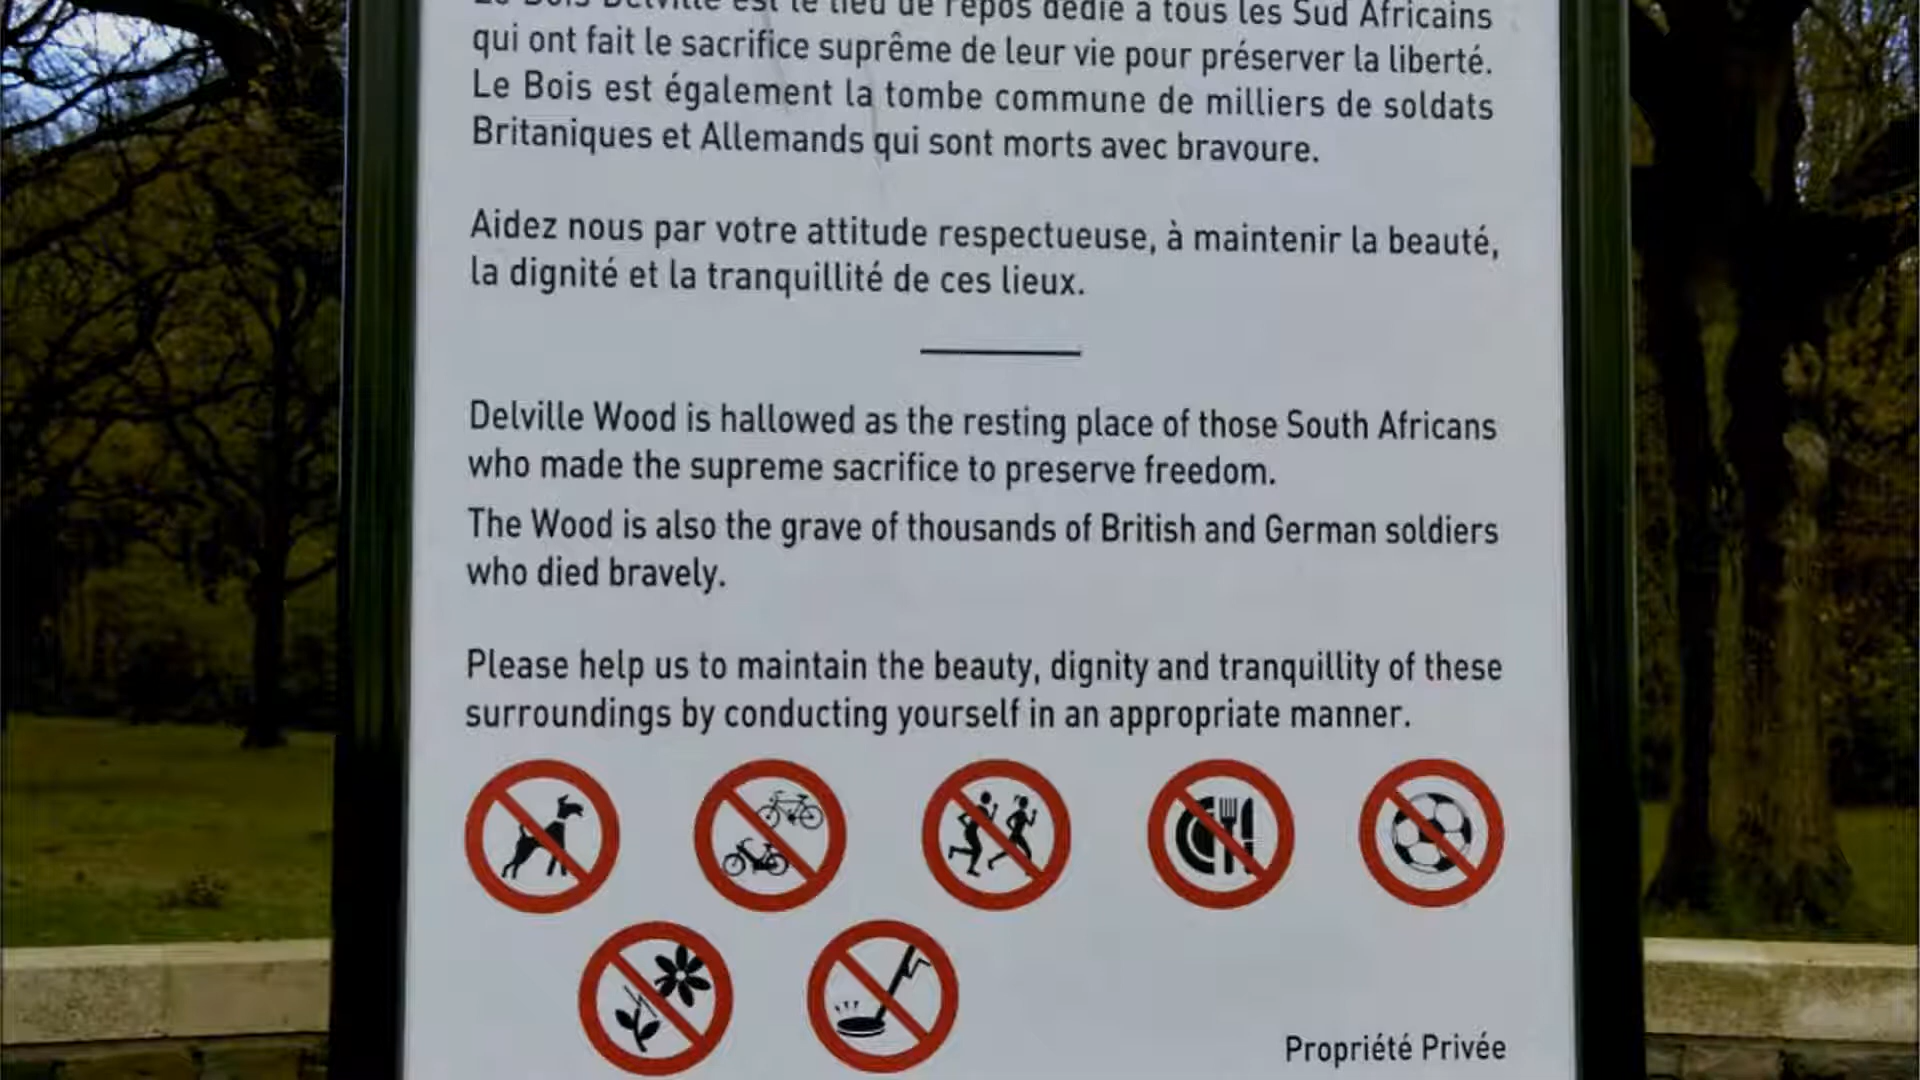 Le Bois Delville est le lieu de repos dédié à tous les Sud Africains
qui ont fait le sacrifice suprême de leur vie pour préserver la liberté.
Le Bois est également la tombe commune de milliers de soldats
Britaniques et Allemands qui sont morts avec bravoure.
Aidez nous par votre attitude respectueuse, à maintenir la beauté,
la dignité et la tranquillité de ces lieux.
Delville Wood is hallowed as the resting place of those South Africans
who made the supreme sacrifice to preserve freedom.
The Wood is also the grave of thousands of British and German soldiers
who died bravely.
Please help us to maintain the beauty, dignity and tranquillity of these
surroundings by conducting yourself in an appropriate manner.
Propriété Privée